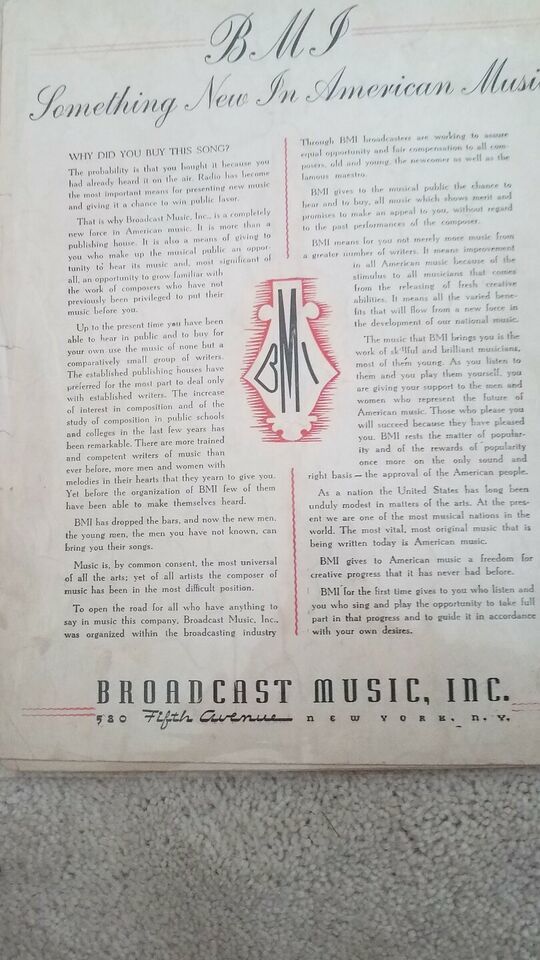 BMI
Something New In American Musi
WHY DID YOU BUY THIS SONG?
The probability is that you bought it because you
had already heard it on the air. Radio has become
the most important means for presenting new music
and giving it a chance to win public favor.
That is why Broadcast Music, Inc., is a completely
new force in American music. It is more than a
publishing house. It is also a means of giving to
you who make up the musical public an oppor-
tunity to hear its music and, most significant of
all, an opportunity to grow familiar with
the work of composers who have not
previously been privileged to put their
music before you.
Up to the present time you have been
able to hear in public and to buy for
your own use the music of none but a
comparatively small group of writers.
The established publishing houses have
preferred for the most part to deal only
with established writers. The increase
of interest in composition and of the
study of composition in public schools
and colleges in the last few years has
been remarkable. There are more trained
and competent writers of music than
ever before, more men and women with
melodies in their hearts that they yearn to give you.
Yet before the organization of BMI few of them
have been able to make themselves heard.
BMI has dropped the bars, and now the new men,
the young men, the men you have not known, can
bring you their songs.
Music is, by common consent, the most universal
of all the arts; yet of all artists the composer of
music has been in the most difficult position.
To open the road for all who have anything to
say in music this company, Broadcast Music, Inc.,
was organized within the broadcasting industry
Through BMI broadcasters are working to assure
equal opportunity and fair compensation to all com-
posers, old and young, the newcomer as well as the
famous maestro.
BMI gives to the musical public the chance to
hear and to buy, all music which shows merit and
promises to make an appeal to you, without regard
to the past performances of the composer.
BMI means for you not merely more music from
a greater number of writers. It means improvement
in all American music because of the
stimulus to all musicians that comes
from the releasing of fresh creative
abilities. It means all the varied bene-
fits that will flow from a new force in
the development of our national music.
The music that BMI brings you is the
work of skillful and brilliant musicians,
most of them young. As you listen to
them and you play them yourself, you
are giving your support to the men and
women who represent the future of
American music. Those who please you
will succeed because they have pleased
you. BMI rests the matter of popular-
ity and of the rewards of popularity
once more on the only sound and
right basis—the approval of the American people.
As a nation the United States has long been
unduly modest in matters of the arts. At the pres-
ent we are one of the most musical nations in the
world. The most vital, most original music that is
being written today is American music.
BMI gives to American music a freedom for
creative progress that it has never had before.
BMI for the first time gives to you who listen and
you who sing and play the opportunity to take full
part in that progress and to guide it in accordance
with your own desires.
BMI
BROADCAST MUSIC, INC.
580 Fifth Avenue NEW YORK, N.Y.